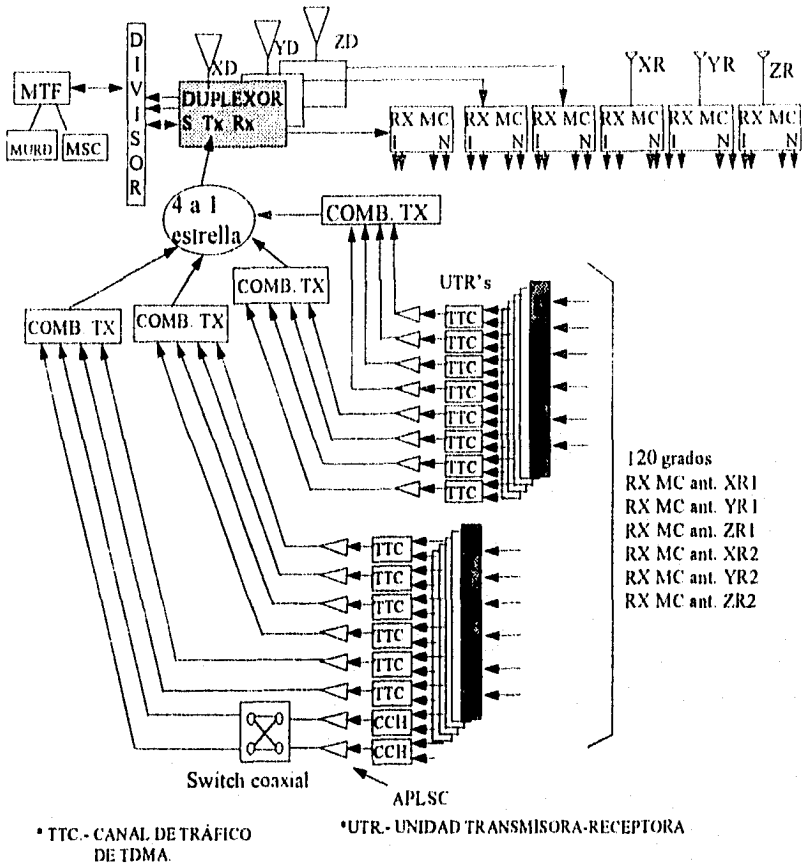 XD
YD
ZD
DIVISOR
MTF
MURD
MSC
DUPLEXOR
S Tx Rx
XR
YR
ZR
RX MC
I N
RX MC
I N
RX MC
I N
RX MC
I N
RX MC
I N
RX MC
I N
4 a 1
estrella
COMB. TX
COMB. TX
COMB. TX
COMB. TX
UTR's
TTC
TTC
TTC
TTC
TTC
TTC
TTC
TTC
120 grados
RX MC ant. XR1
RX MC ant. YR1
RX MC ant. ZR1
RX MC ant. XR2
RX MC ant. YR2
RX MC ant. ZR2
TTC
TTC
TTC
TTC
TTC
TTC
CCH
CCH
Switch coaxial
APLSC
* TTC.- CANAL DE TRÁFICO
DE TDMA.
*UTR.- UNIDAD TRANSMISORA-RECEPTORA